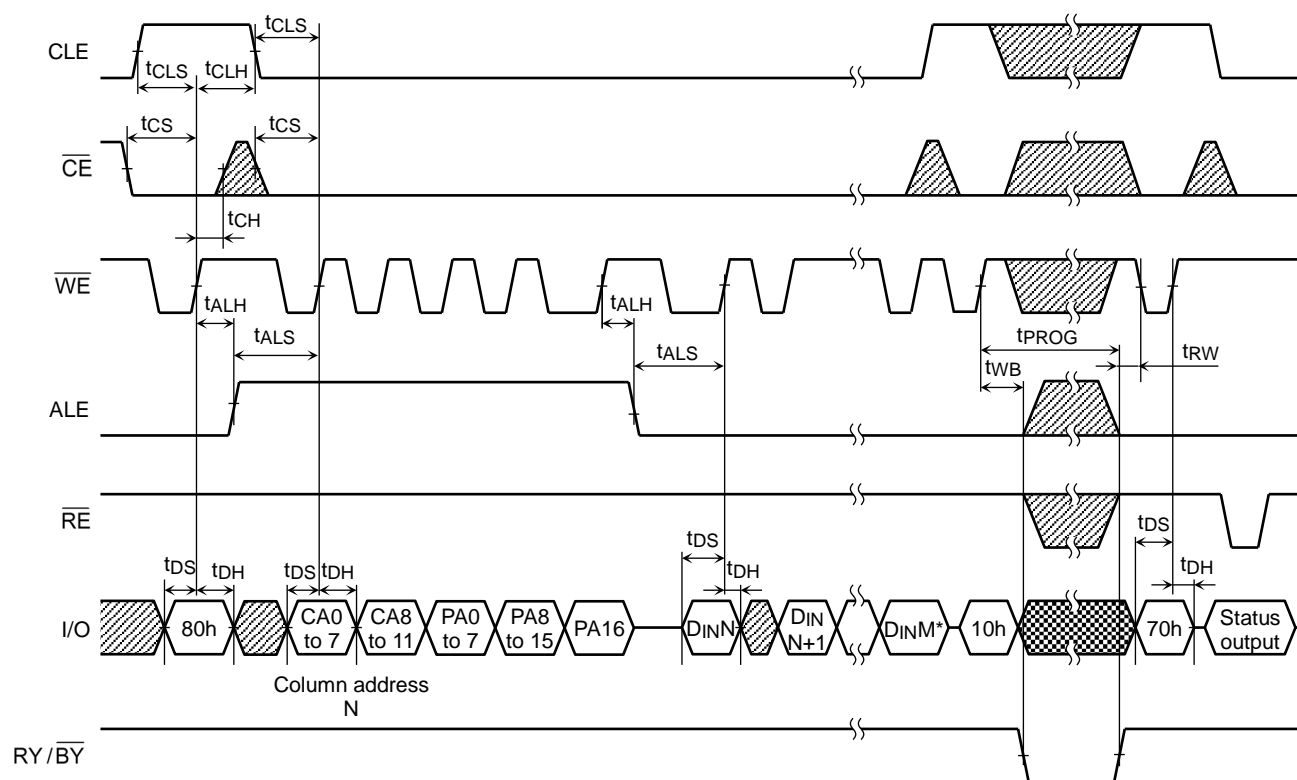 CLE
tCLS
tCLS
tCLH
CE
tCS
tCS
tCH
WE
tALH
tALH
tALS
tALS
tPROG
tWB
tRW
ALE
RE
tDS
tDH
tDS
tDH
tDS
tDH
tDS
tDH
I/O
80h
CA0
to 7
CA8
to 11
PA0
to 7
PA8
to 15
PA16
DINN
DIN
N+1
DINM*
10h
70h
Status
output
Column address
N
RY/BY